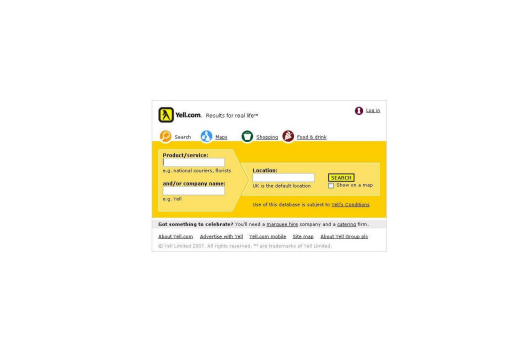 Yell.com. Results for real life™
Log in
Search Maps Shopping Food & drink
Product/service:
e.g. national couriers, florists
and/or company name:
e.g. Yell
Location:
UK is the default location
SEARCH
Show on a map
Use of this database is subject to Yell's Conditions
Got something to celebrate? You'll need a marquee hire company and a catering firm.
About Yell.com Advertise with Yell Yell.com mobile Site map About Yell Group plc
© Yell Limited 2007. All rights reserved. ™ are trademarks of Yell Limited.